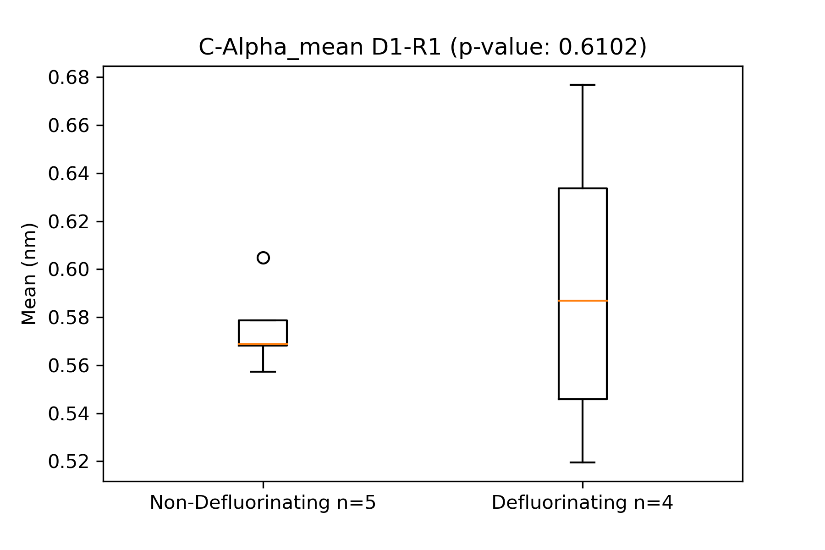 C-Alpha_mean D1-R1 (p-value: 0.6102)
0.68
0.66
0.64
0.62
0.60
0.58
0.56
0.54
0.52
Mean (nm)
Non-Defluorinating n=5
Defluorinating n=4